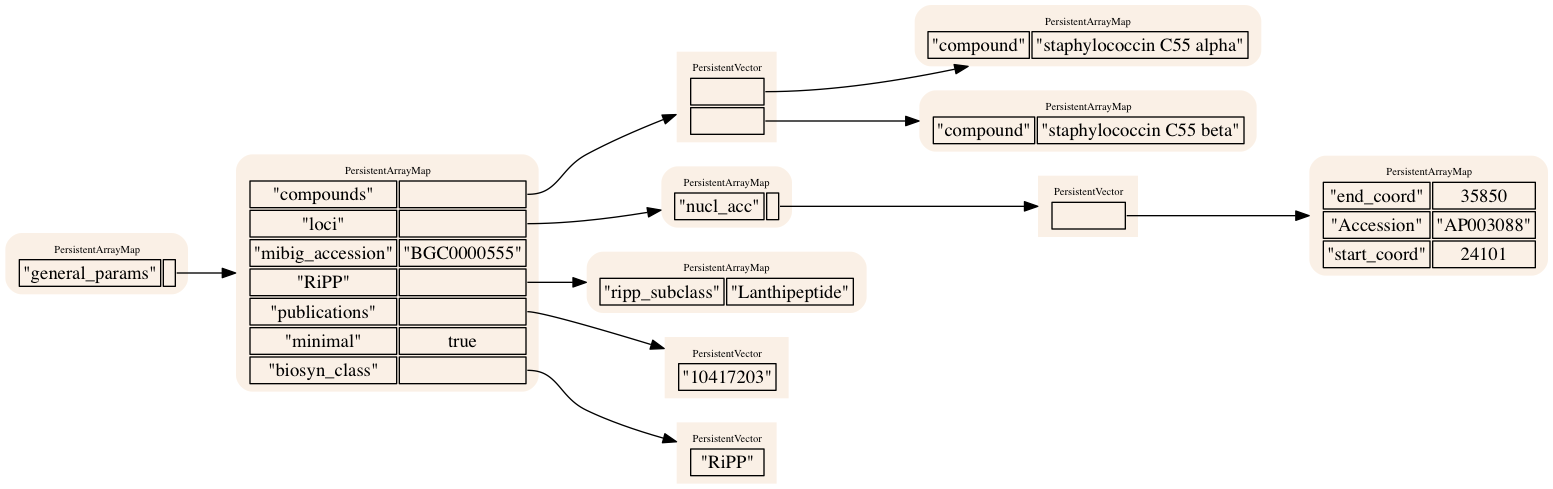 PersistentArrayMap
"general_params"
PersistentArrayMap
"compounds"
"loci"
"mibig_accession" "BGC0000555"
"RiPP"
"publications"
"minimal" true
"biosyn_class"
PersistentVector
PersistentArrayMap
"compound" "staphylococcin C55 alpha"
PersistentArrayMap
"compound" "staphylococcin C55 beta"
PersistentArrayMap
"nucl_acc"
PersistentVector
PersistentArrayMap
"end_coord" 35850
"Accession" "AP003088"
"start_coord" 24101
PersistentArrayMap
"ripp_subclass" "Lanthipeptide"
PersistentVector
"10417203"
PersistentVector
"RiPP"